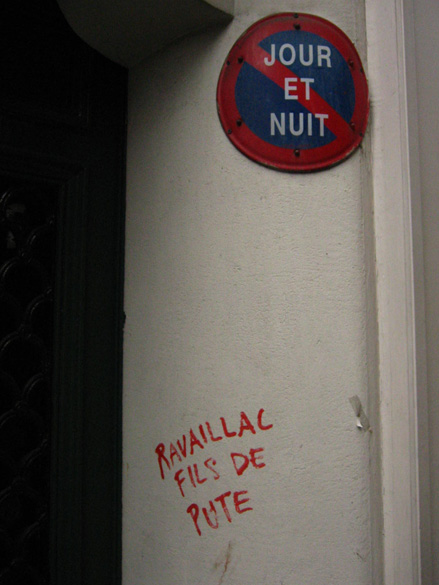 JOUR
ET
NUIT
RAVAILLAC
FILS DE
PUTE